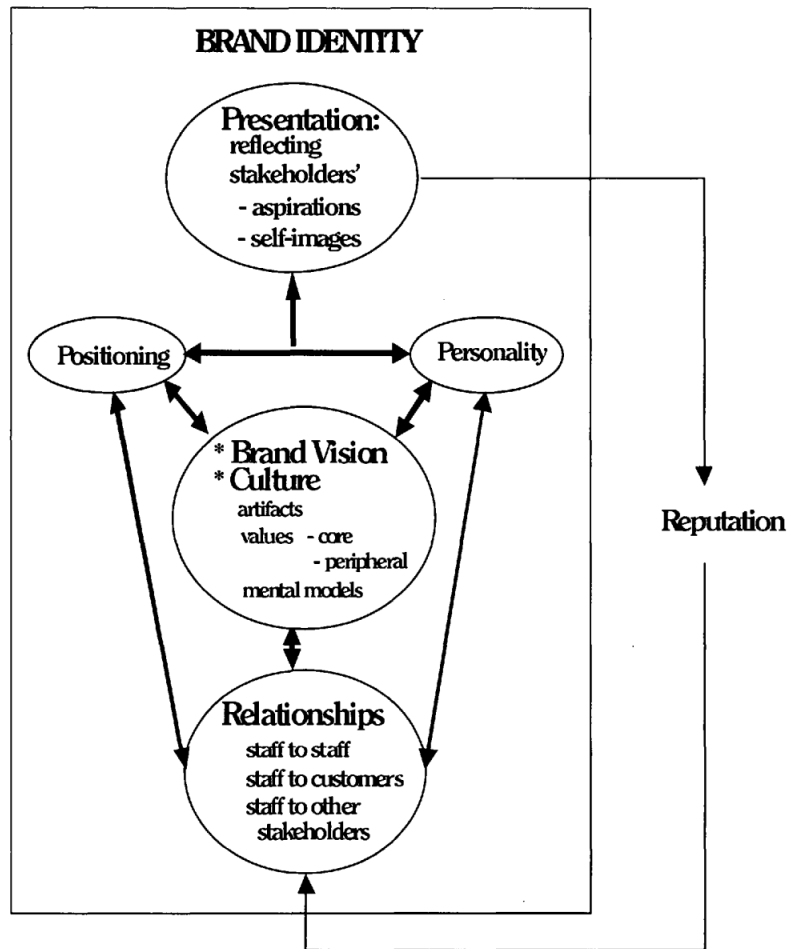 BRAND IDENTITY
Presentation:
reflecting
stakeholders'
- aspirations
- self-images
Positioning
Personality
* Brand Vision
* Culture
artifacts
values - core
- peripheral
mental models
Reputation
Relationships
staff to staff
staff to customers
staff to other
stakeholders